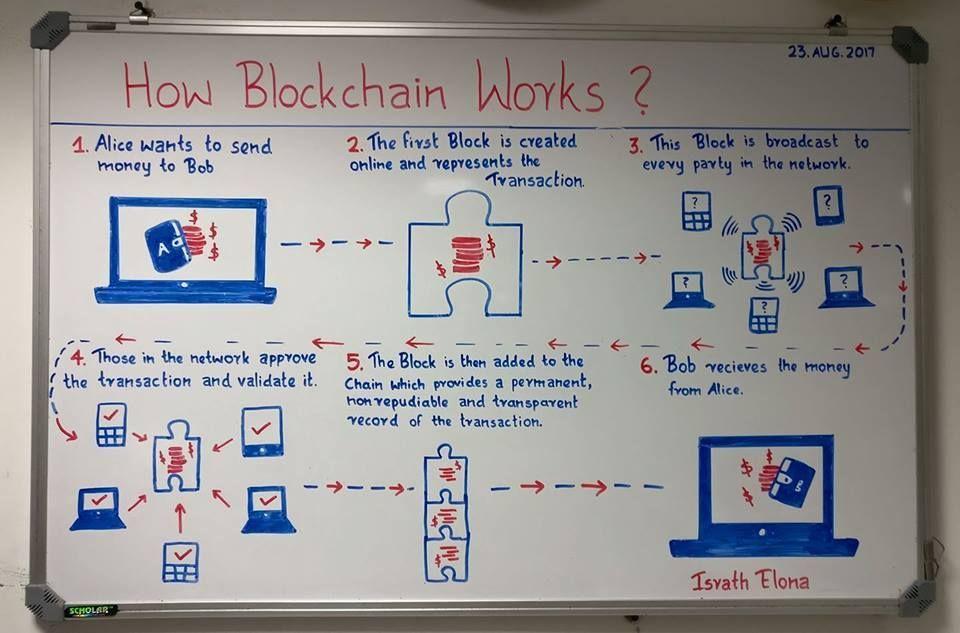 23.AUG.2017
How Blockchain Works ?
1. Alice wants to send
money to Bob
2. The first Block is created
online and represents the
Transaction.
3. This Block is broadcast to
every party in the network.
A
$
$
$
$
$
$
$
?
?
?
?
?
4. Those in the network approve
the transaction and validate it.
5. The Block is then added to the
Chain which provides a permanent,
nonrepudiable and transparent
record of the transaction.
6. Bob recieves the money
from Alice.
$
$
$
$
$
$
$
$
Israth Elona
SCHOLAR